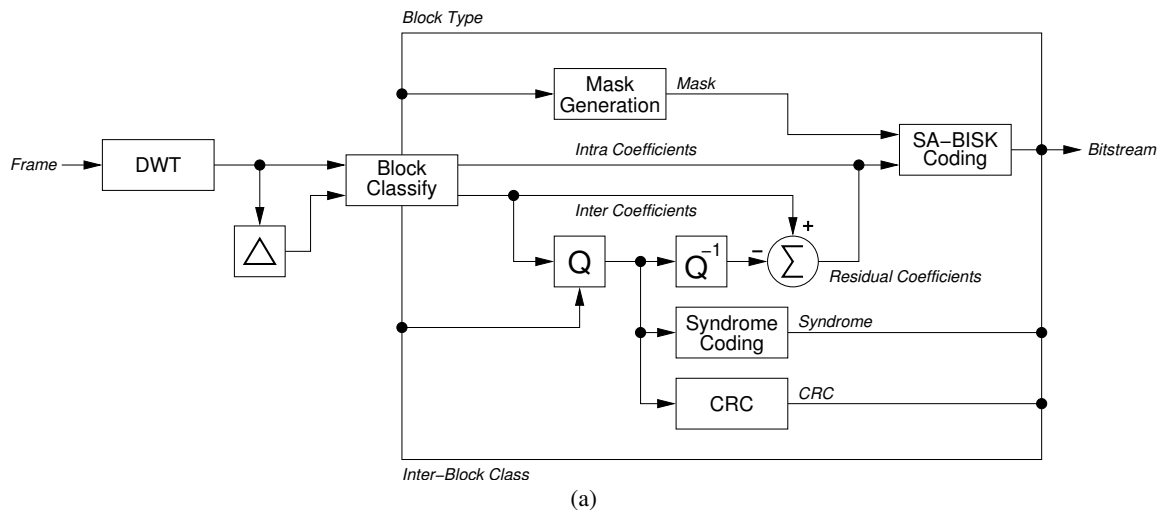 Block Type
Mask
Generation
Mask
Frame
DWT
Block
Classify
Intra Coefficients
SA–BISK
Coding
Bitstream
Inter Coefficients
△
Q
Q⁻¹
–
+
Σ
Residual Coefficients
Syndrome
Coding
Syndrome
CRC
CRC
Inter–Block Class
(a)